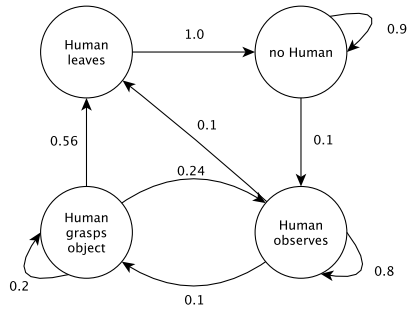 Human
leaves
1.0
no Human
0.9
0.1
0.56
0.1
0.24
Human
grasps
object
Human
observes
0.2
0.1
0.8